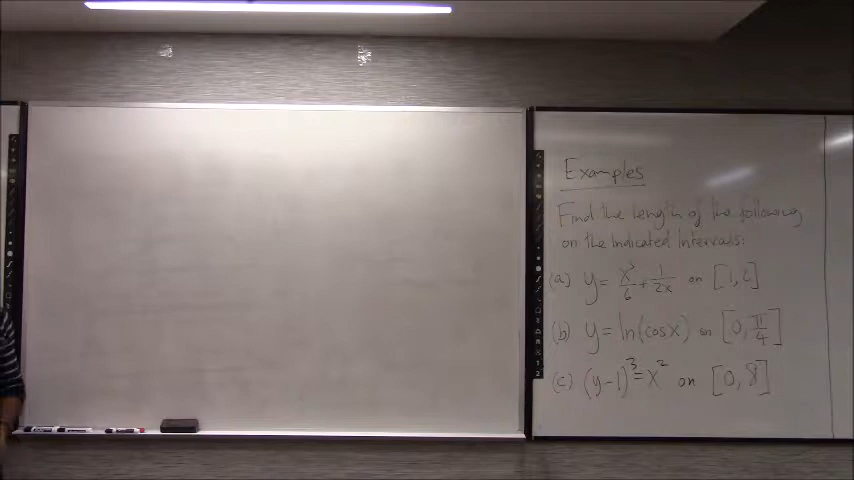 Examples
Find the length of the following
on the indicated intervals:
(a) y = x³/6 + 1/2x on [1, 2]
(b) y = ln(cosx) on [0, π/4]
(c) (y-1)³ = x² on [0, 8]